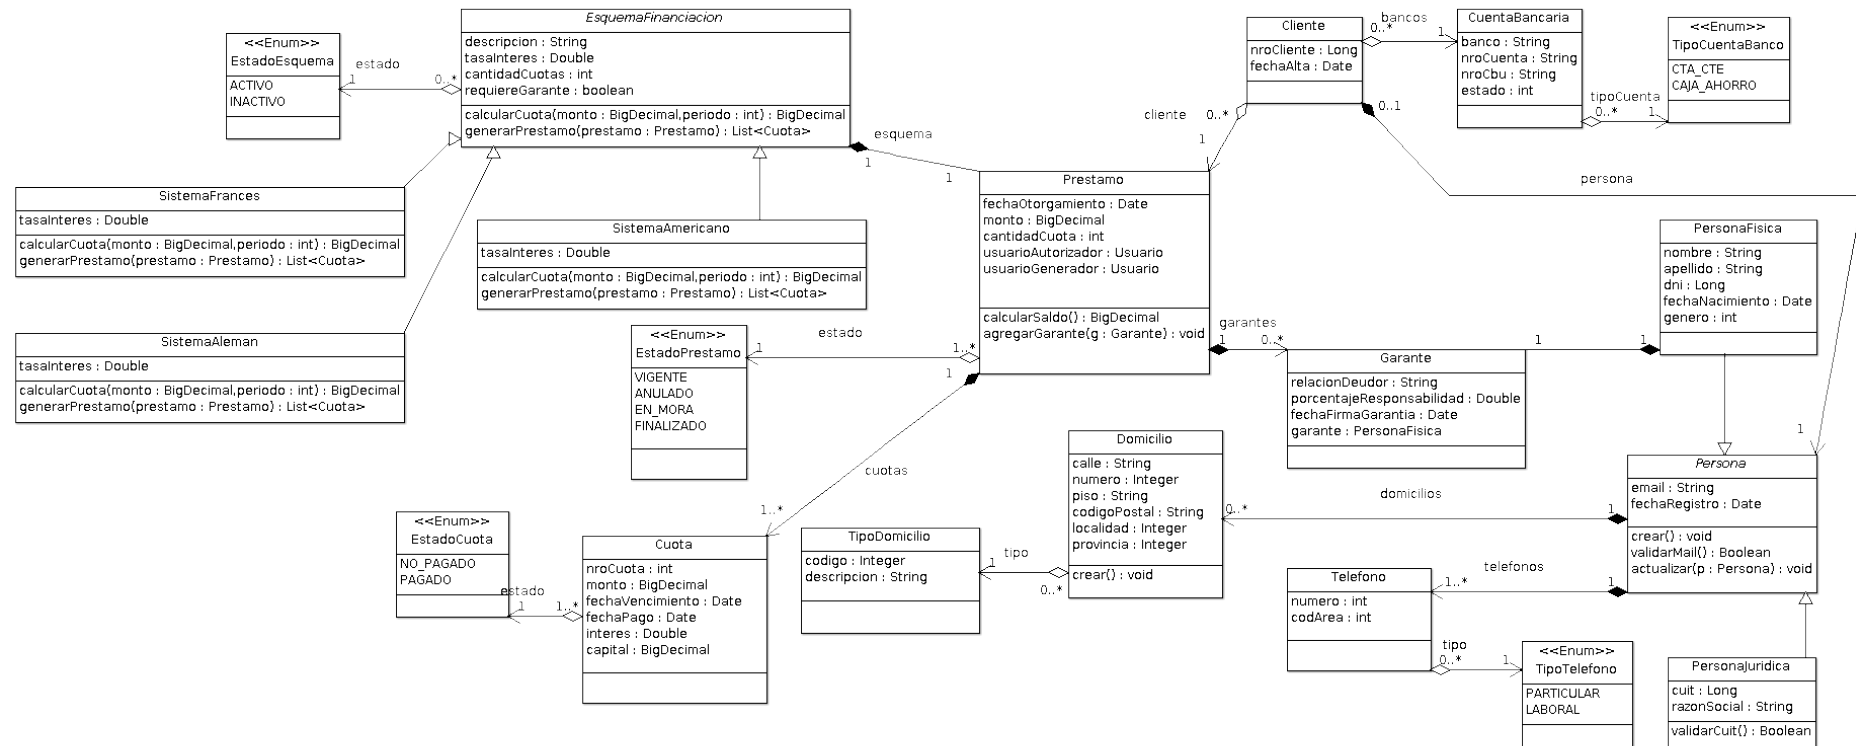 EsquemaFinanciacion
descripcion : String
tasaInteres : Double
cantidadCuotas : int
requiereGarante : boolean
calcularCuota(monto : BigDecimal,periodo : int) : BigDecimal
generarPrestamo(prestamo : Prestamo) : List<Cuota>
<<Enum>>
EstadoEsquema
ACTIVO
INACTIVO
estado
1
0..*
Cliente
nroCliente : Long
fechaAlta : Date
bancos
0..*
1
CuentaBancaria
banco : String
nroCuenta : String
nroCbu : String
estado : int
<<Enum>>
TipoCuentaBanco
CTA_CTE
CAJA_AHORRO
tipoCuenta
0..*
1
cliente
0..*
1
0..1
persona
1
esquema
1
1
SistemaFrances
tasaInteres : Double
calcularCuota(monto : BigDecimal,periodo : int) : BigDecimal
generarPrestamo(prestamo : Prestamo) : List<Cuota>
SistemaAmericano
tasaInteres : Double
calcularCuota(monto : BigDecimal,periodo : int) : BigDecimal
generarPrestamo(prestamo : Prestamo) : List<Cuota>
SistemaAleman
tasaInteres : Double
calcularCuota(monto : BigDecimal,periodo : int) : BigDecimal
generarPrestamo(prestamo : Prestamo) : List<Cuota>
Prestamo
fechaOtorgamiento : Date
monto : BigDecimal
cantidadCuota : int
usuarioAutorizador : Usuario
usuarioGenerador : Usuario
calcularSaldo() : BigDecimal
agregarGarante(g : Garante) : void
PersonaFisica
nombre : String
apellido : String
dni : Long
fechaNacimiento : Date
genero : int
<<Enum>>
EstadoPrestamo
VIGENTE
ANULADO
EN_MORA
FINALIZADO
estado
1
1..*
1
garantes
1
0..*
Garante
relacionDeudor : String
porcentajeResponsabilidad : Double
fechaFirmaGarantia : Date
garante : PersonaFisica
1
1
cuotas
1..*
Domicilio
calle : String
numero : Integer
piso : String
codigoPostal : String
localidad : Integer
provincia : Integer
crear() : void
domicilios
0..*
1
Persona
email : String
fechaRegistro : Date
crear() : void
validarMail() : Boolean
actualizar(p : Persona) : void
<<Enum>>
EstadoCuota
NO_PAGADO
PAGADO
estado
1
1..*
Cuota
nroCuota : int
monto : BigDecimal
fechaVencimiento : Date
fechaPago : Date
interes : Double
capital : BigDecimal
TipoDomicilio
codigo : Integer
descripcion : String
tipo
1
0..*
Telefono
numero : int
codArea : int
telefonos
1..*
1
tipo
0..*
1
<<Enum>>
TipoTelefono
PARTICULAR
LABORAL
PersonaJuridica
cuit : Long
razonSocial : String
validarCuit() : Boolean